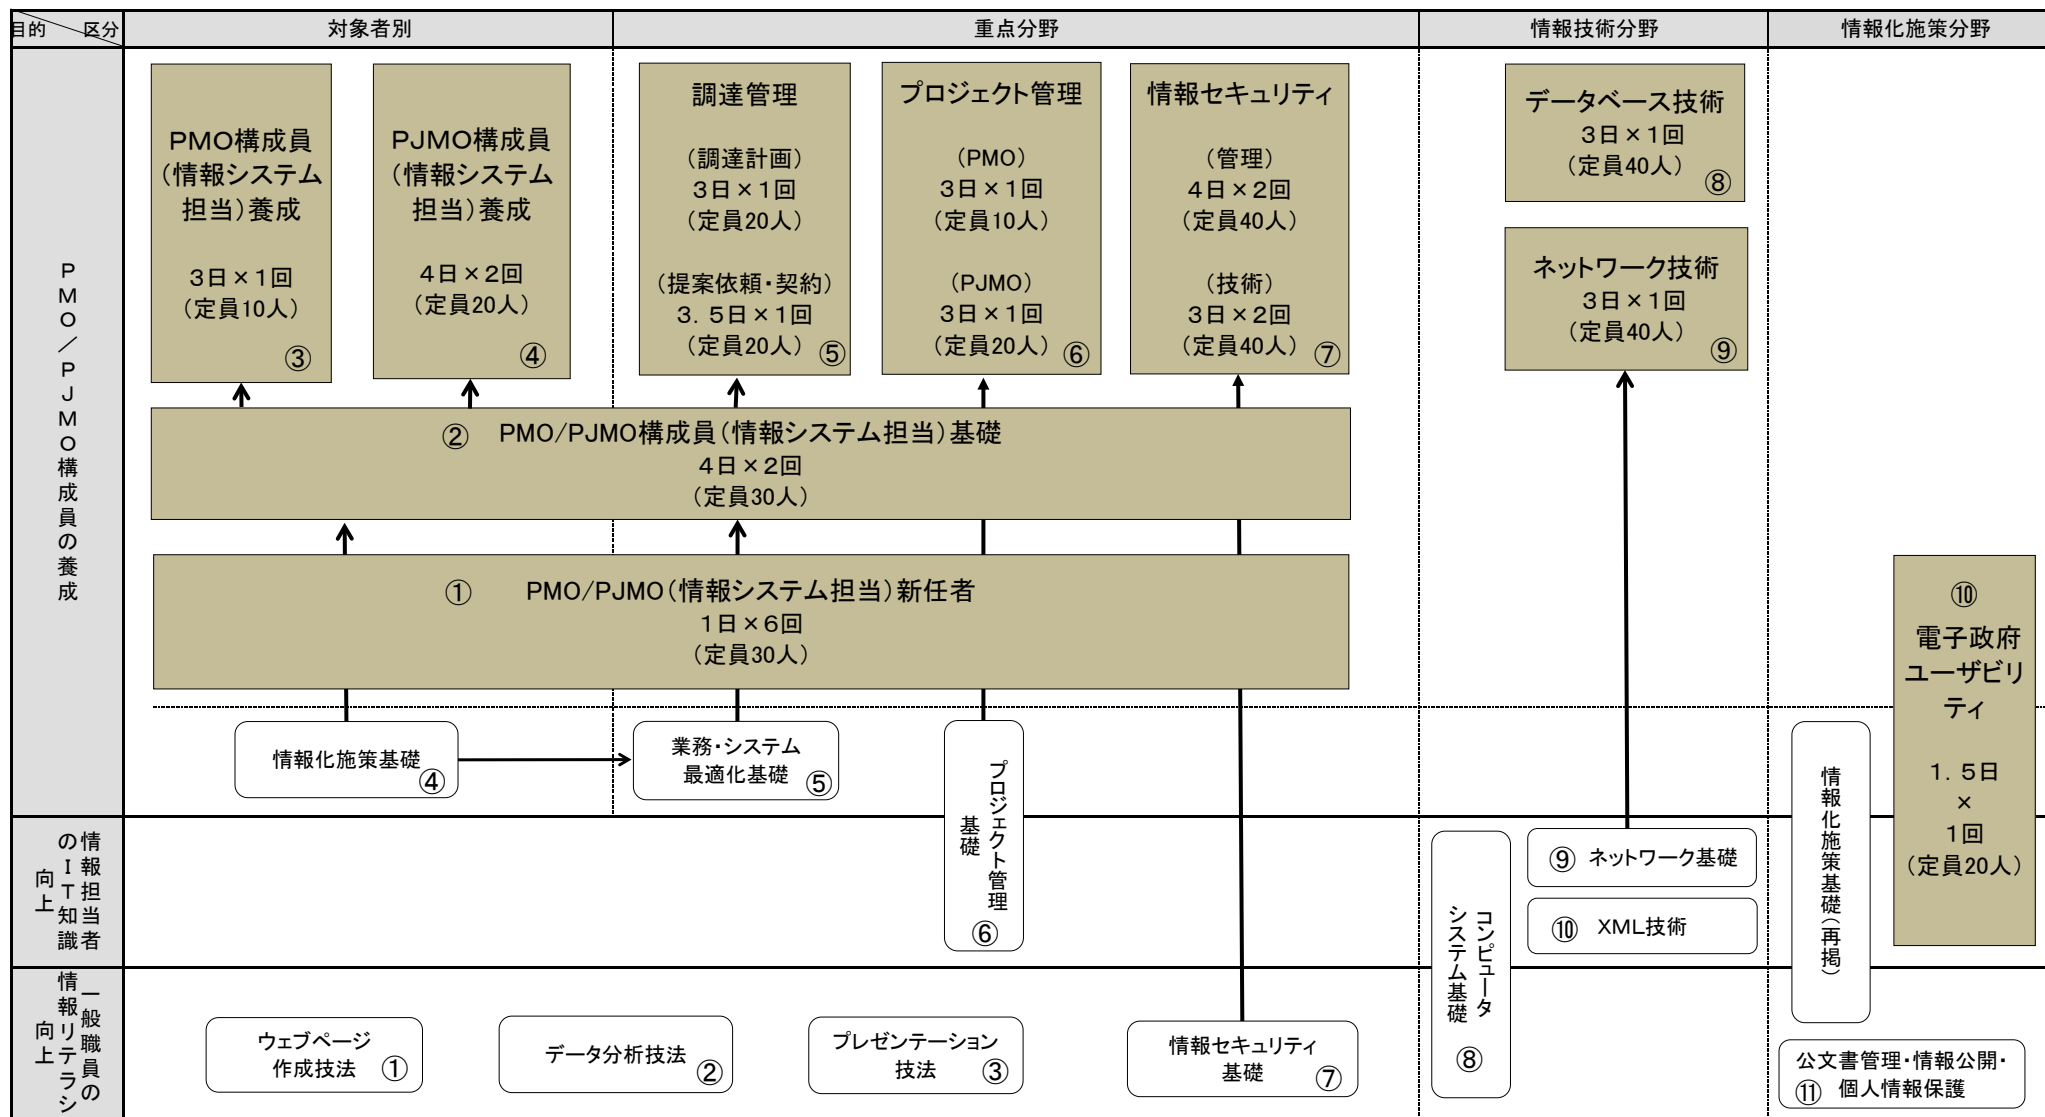 目的
区分
対象者別
重点分野
情報技術分野
情報化施策分野
PMO／PJMO構成員の養成
PMO構成員
（情報システム
担当）養成
3日×1回
（定員10人）
③
PJMO構成員
（情報システム
担当）養成
4日×2回
（定員20人）
④
調達管理
（調達計画）
3日×1回
（定員20人）
（提案依頼・契約）
3．5日×1回
（定員20人）
⑤
プロジェクト管理
（PMO）
3日×1回
（定員10人）
（PJMO）
3日×1回
（定員20人）
⑥
情報セキュリティ
（管理）
4日×2回
（定員40人）
（技術）
3日×2回
（定員40人）
⑦
データベース技術
3日×1回
（定員40人）
⑧
ネットワーク技術
3日×1回
（定員40人）
⑨
② PMO/PJMO構成員（情報システム担当）基礎
4日×2回
（定員30人）
① PMO/PJMO（情報システム担当）新任者
1日×6回
（定員30人）
⑩
電子政府
ユーザビリ
ティ
1．5日
×
1回
（定員20人）
情報化施策基礎
④
業務・システム
最適化基礎
⑤
プロジェクト管理
基礎
⑥
情報化施策基礎（再掲）
情報担当者
のIT知識
向上
コンピュータ
システム基礎
⑧
⑨ ネットワーク基礎
⑩ XML技術
一般職員の
情報リテラシ
向上
ウェブページ
作成技法
①
データ分析技法
②
プレゼンテーション
技法
③
情報セキュリティ
基礎
⑦
公文書管理・情報公開・
⑪ 個人情報保護